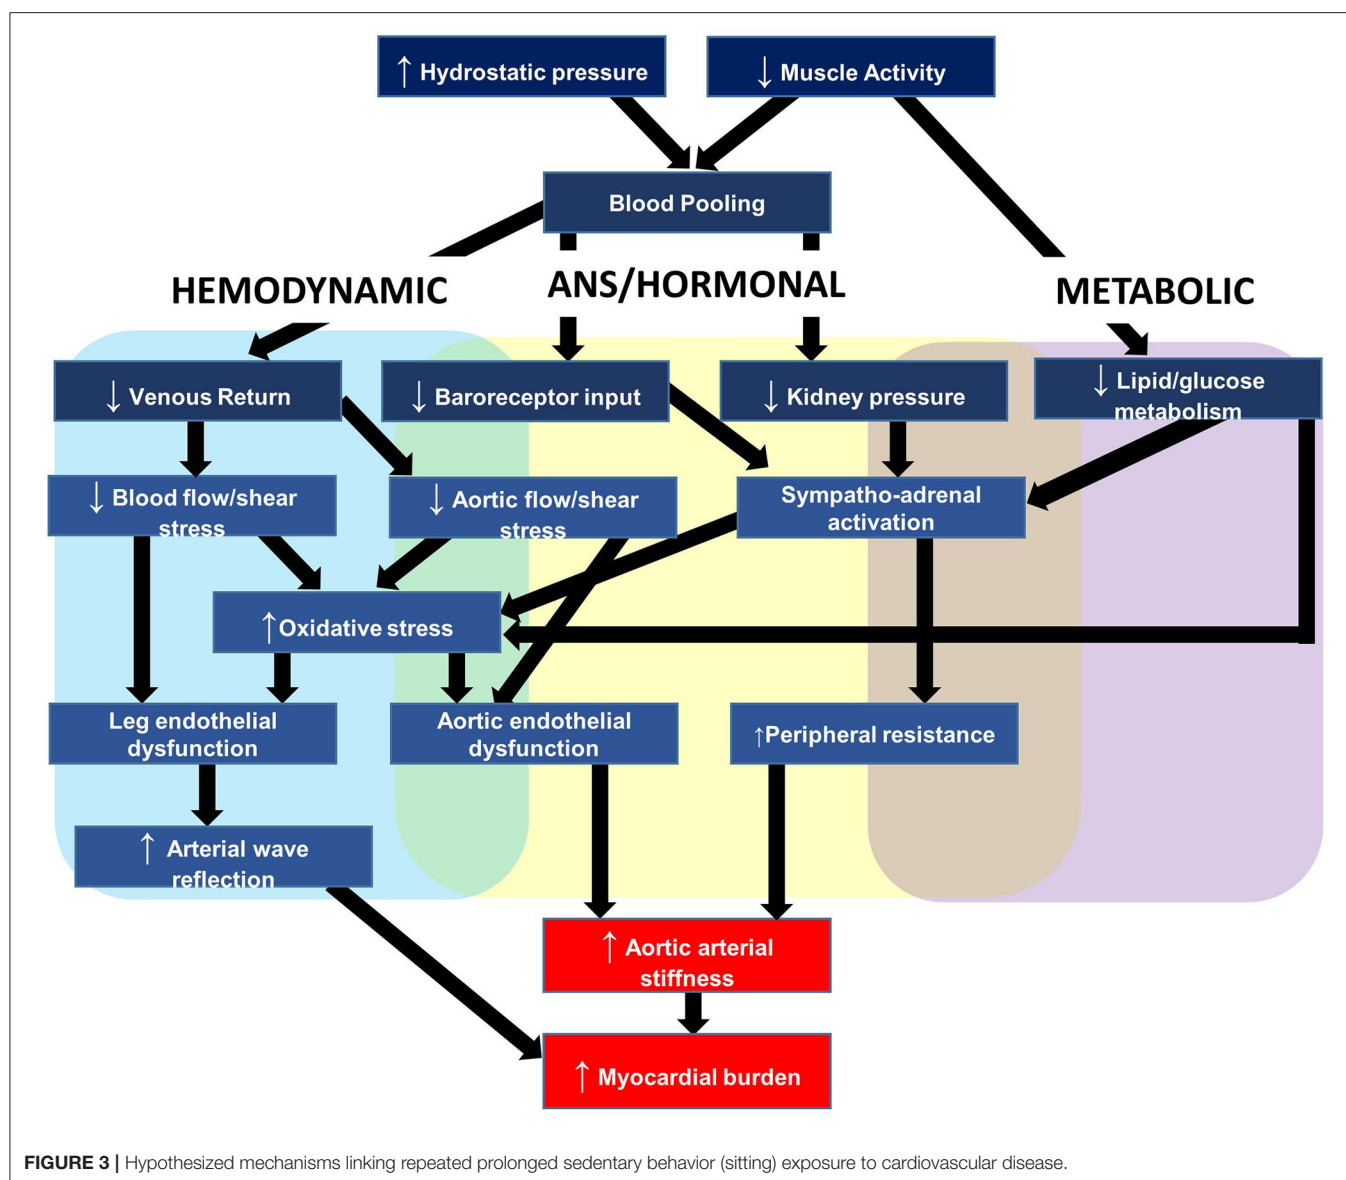 ↑ Hydrostatic pressure
↓ Muscle Activity
Blood Pooling
HEMODYNAMIC
ANS/HORMONAL
METABOLIC
↓ Venous Return
↓ Baroreceptor input
↓ Kidney pressure
↓ Lipid/glucose
metabolism
↓ Blood flow/shear
stress
↓ Aortic flow/shear
stress
Sympatho-adrenal
activation
↑Oxidative stress
Leg endothelial
dysfunction
Aortic endothelial
dysfunction
↑Peripheral resistance
↑ Arterial wave
reflection
↑ Aortic arterial
stiffness
↑ Myocardial burden
FIGURE 3 | Hypothesized mechanisms linking repeated prolonged sedentary behavior (sitting) exposure to cardiovascular disease.